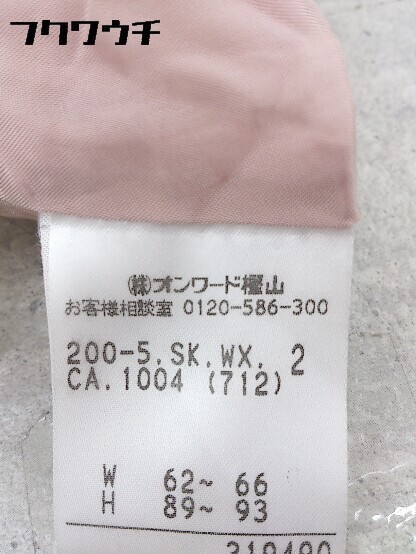 フクワウチ
㈱オンワード樫山
お客様相談室 0120-586-300
200-5.SK.WX. 2
CA.1004 (712)
W 62~ 66
H 89~ 93